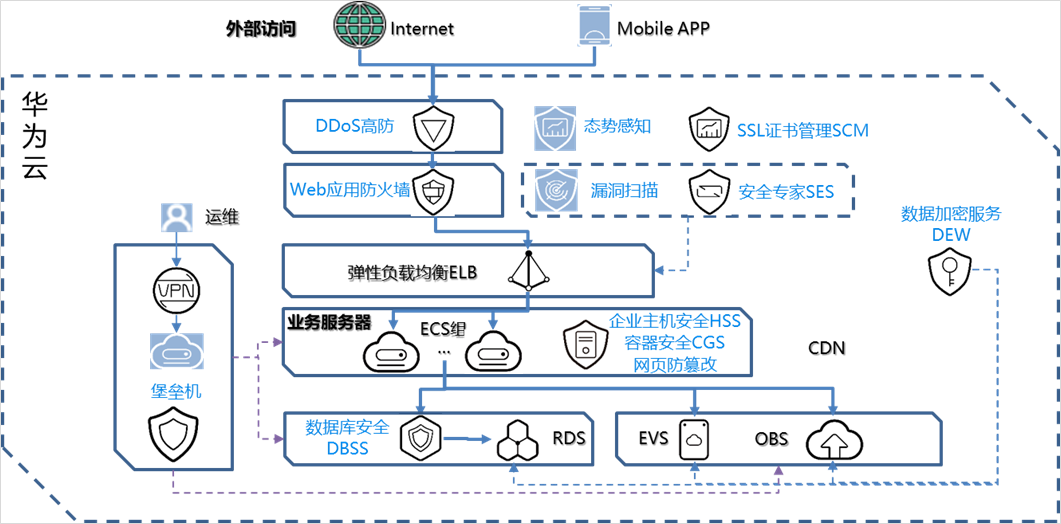 外部访问
Internet
Mobile APP
华为云
DDoS高防
态势感知
SSL证书管理SCM
Web应用防火墙
漏洞扫描
安全专家SES
运维
数据加密服务
DEW
弹性负载均衡ELB
VPN
业务服务器
ECS组
...
企业主机安全HSS
容器安全CGS
网页防篡改
CDN
堡垒机
数据库安全
DBSS
RDS
EVS
OBS